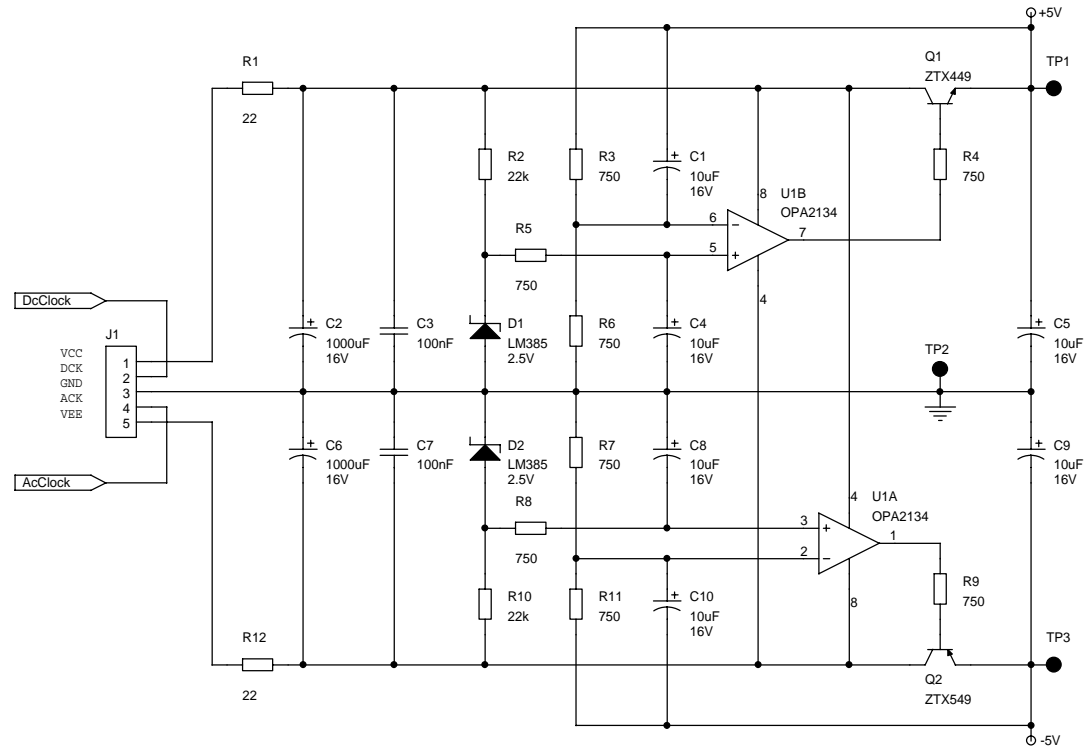 +5V
R1
22
Q1
ZTX449
TP1
R2
22k
R3
750
C1
10uF
16V
R4
750
8
U1B
OPA2134
6
7
5
4
R5
750
DcClock
J1
VCC
DCK
GND
ACK
VEE
1
2
3
4
5
AcClock
C2
1000uF
16V
C3
100nF
D1
LM385
2.5V
R6
750
C4
10uF
16V
TP2
C5
10uF
16V
C6
1000uF
16V
C7
100nF
D2
LM385
2.5V
R7
750
C8
10uF
16V
C9
10uF
16V
R8
750
4
U1A
OPA2134
3
1
2
8
R10
22k
R11
750
C10
10uF
16V
R9
750
R12
22
Q2
ZTX549
TP3
-5V